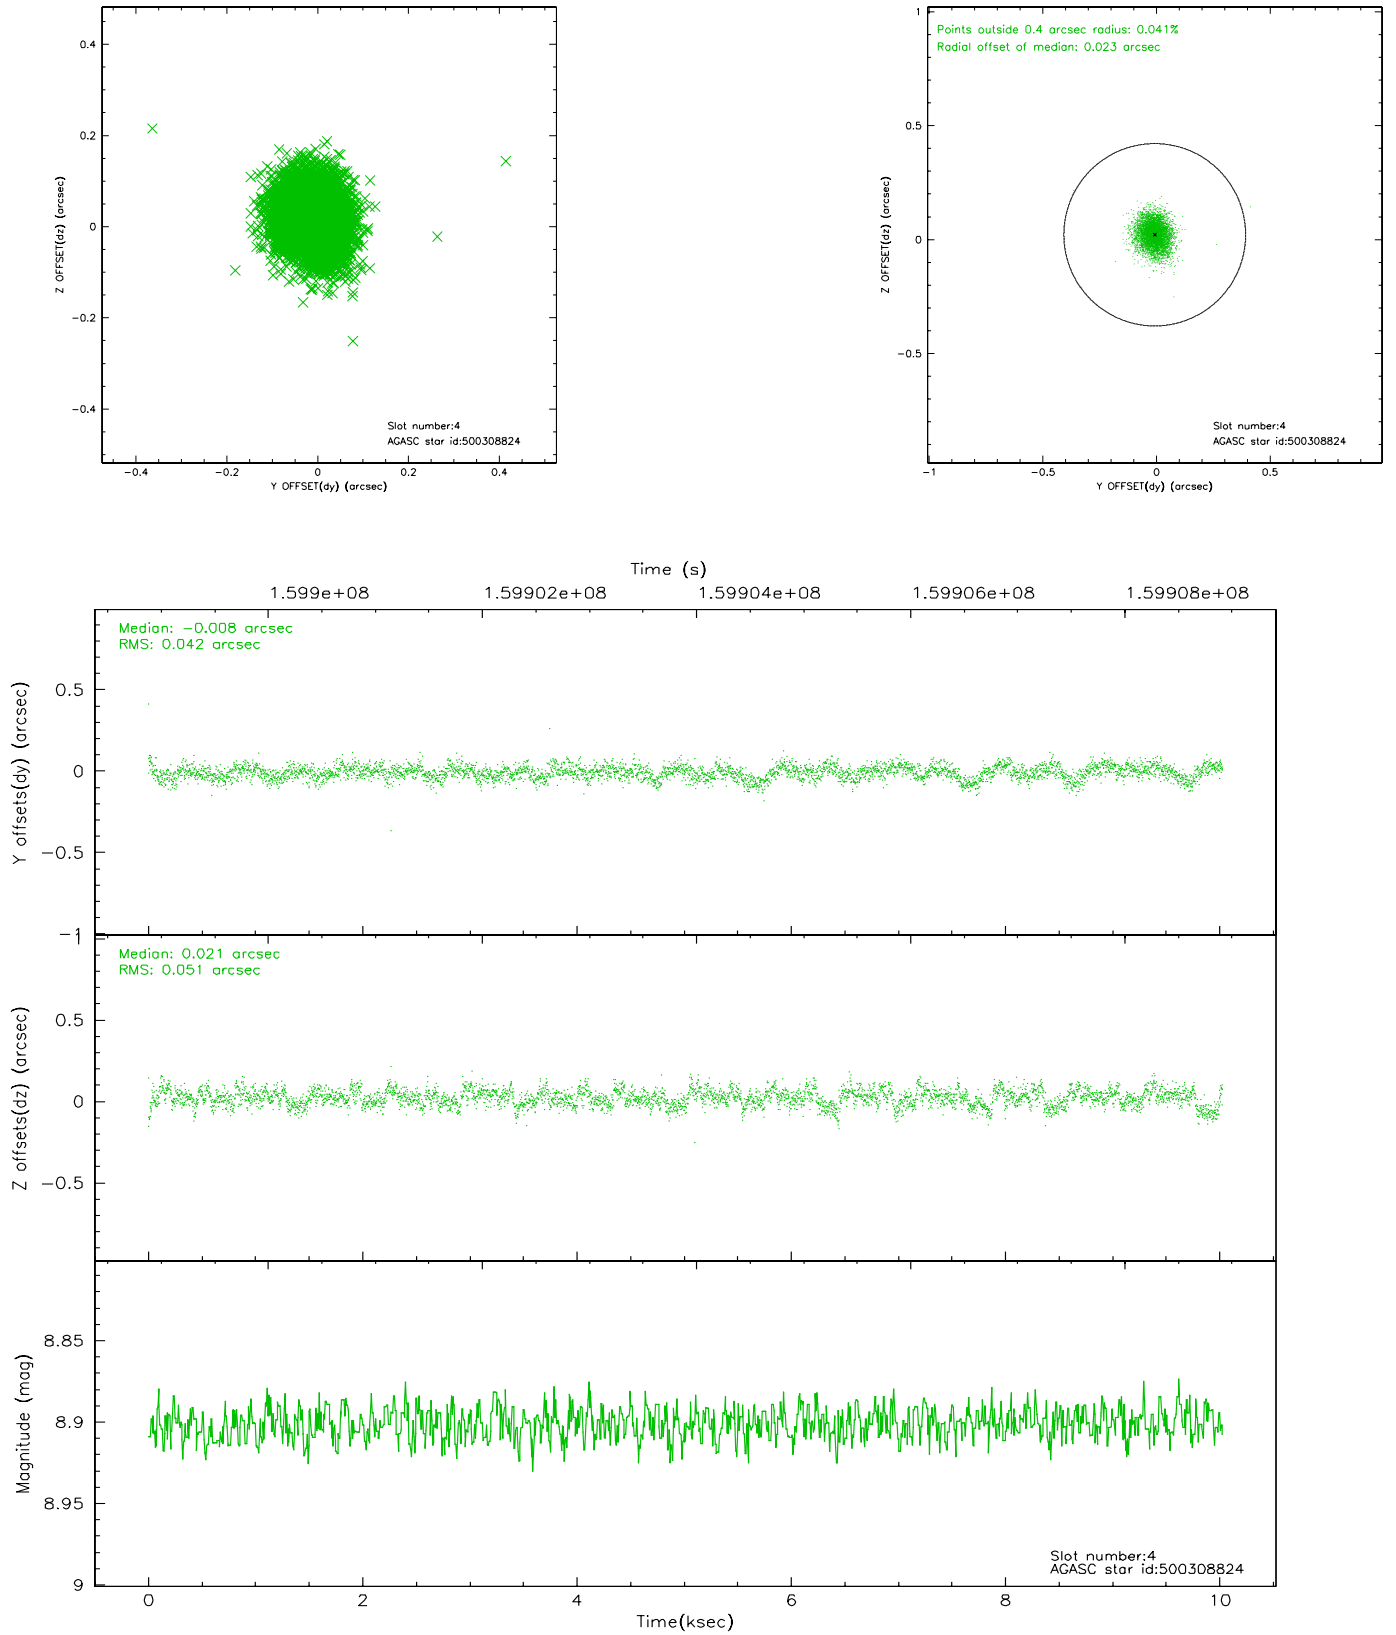 0.4
0.2
0
−0.2
−0.4
Z OFFSET(dz) (arcsec)
Slot number:4
AGASC star id:500308824
−0.4 −0.2 0 0.2 0.4
Y OFFSET(dy) (arcsec)
Points outside 0.4 arcsec radius: 0.041%
Radial offset of median: 0.023 arcsec
1
0.5
0
−0.5
Z OFFSET(dz) (arcsec)
Slot number:4
AGASC star id:500308824
−1 −0.5 0 0.5
Y OFFSET(dy) (arcsec)
Time (s)
1.599e+08 1.59902e+08 1.59904e+08 1.59906e+08 1.59908e+08
Median: −0.008 arcsec
RMS: 0.042 arcsec
0.5
0
−0.5
−1
Y offsets(dy) (arcsec)
Median: 0.021 arcsec
RMS: 0.051 arcsec
1
0.5
0
−0.5
Z offsets(dz) (arcsec)
8.85
8.9
8.95
9
Magnitude (mag)
Slot number:4
AGASC star id:500308824
0 2 4 6 8 10
Time(ksec)